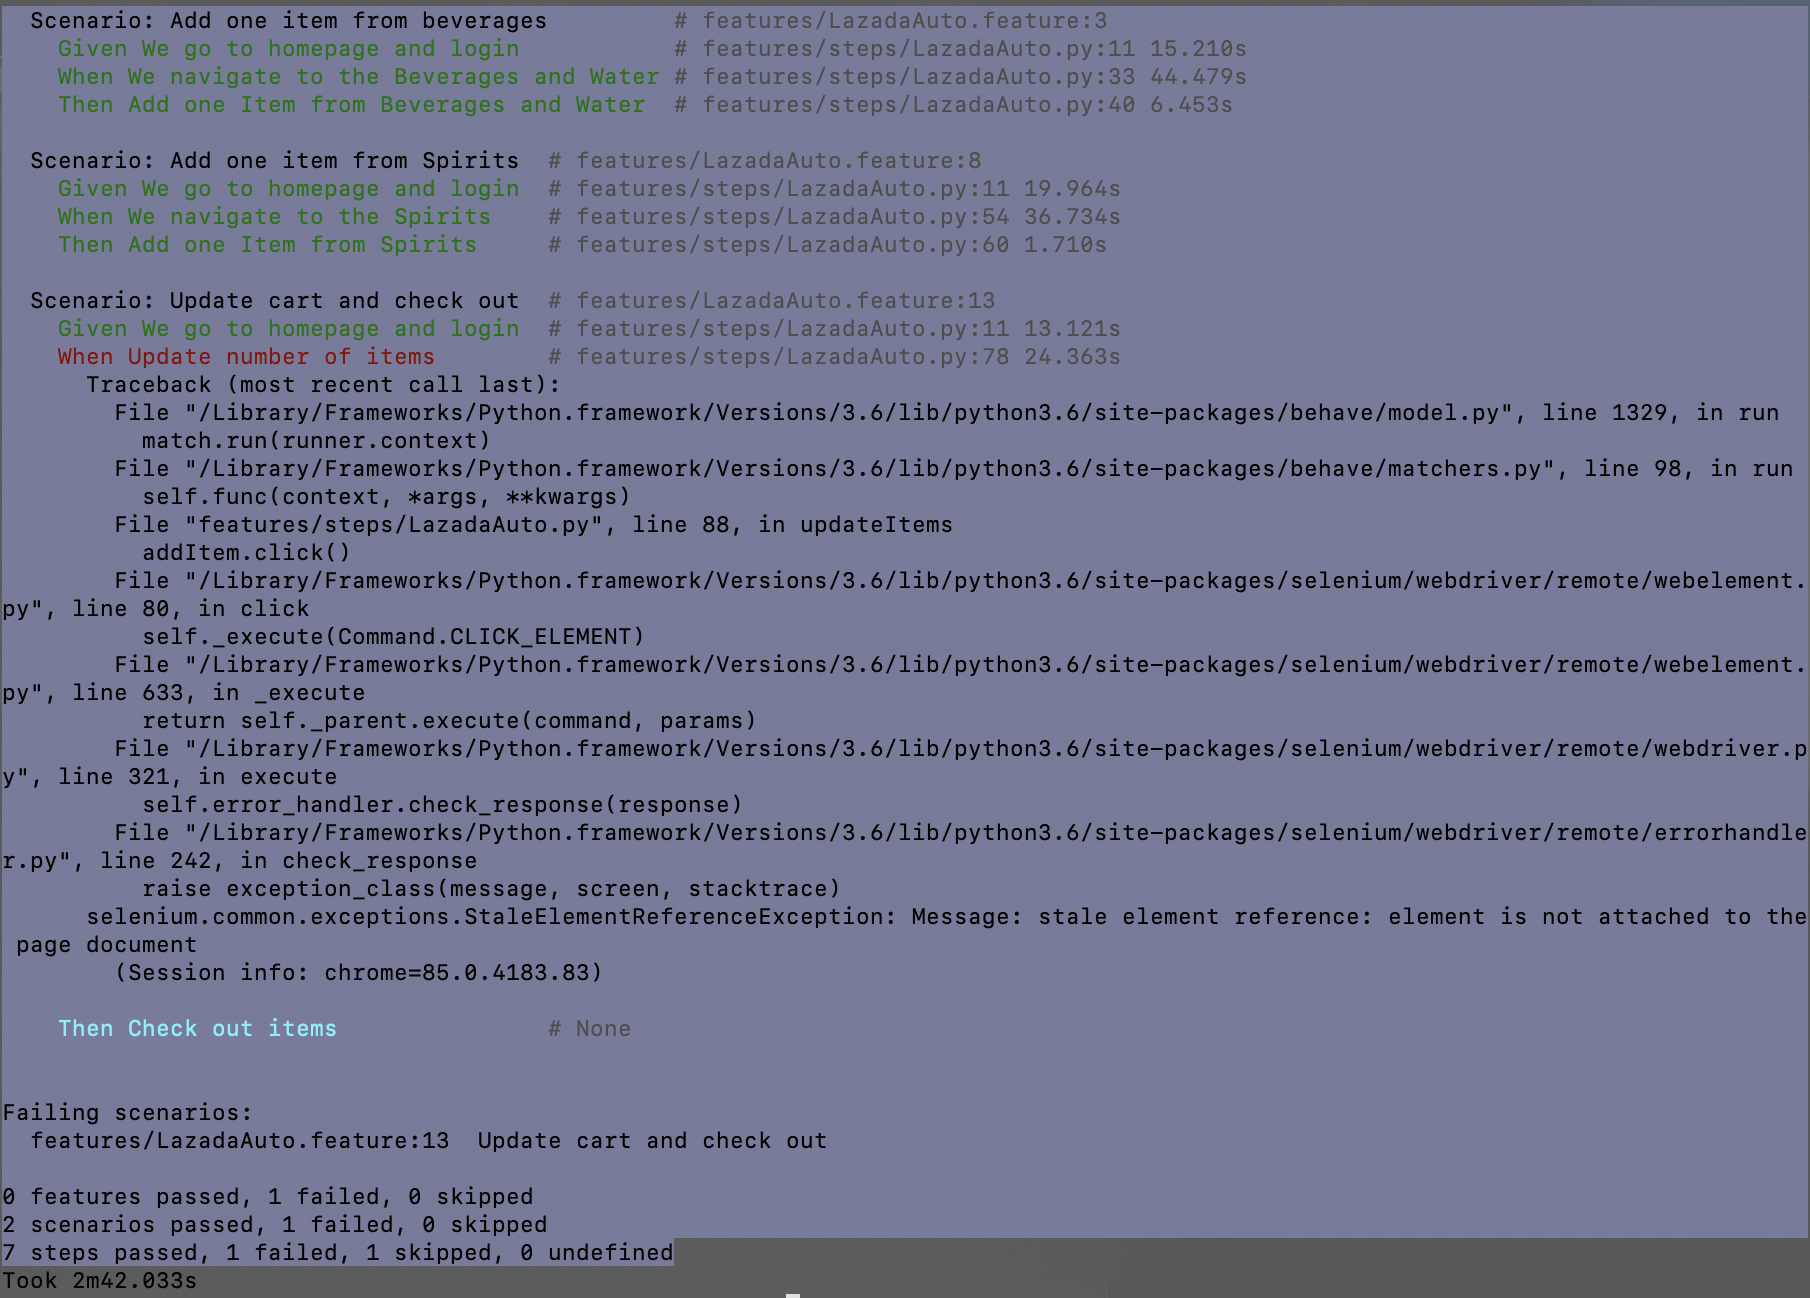 Scenario: Add one item from beverages # features/LazadaAuto.feature:3
Given We go to homepage and login # features/steps/LazadaAuto.py:11 15.210s
When We navigate to the Beverages and Water # features/steps/LazadaAuto.py:33 44.479s
Then Add one Item from Beverages and Water # features/steps/LazadaAuto.py:40 6.453s
Scenario: Add one item from Spirits # features/LazadaAuto.feature:8
Given We go to homepage and login # features/steps/LazadaAuto.py:11 19.964s
When We navigate to the Spirits # features/steps/LazadaAuto.py:54 36.734s
Then Add one Item from Spirits # features/steps/LazadaAuto.py:60 1.710s
Scenario: Update cart and check out # features/LazadaAuto.feature:13
Given We go to homepage and login # features/steps/LazadaAuto.py:11 13.121s
When Update number of items # features/steps/LazadaAuto.py:78 24.363s
Traceback (most recent call last):
File "/Library/Frameworks/Python.framework/Versions/3.6/lib/python3.6/site-packages/behave/model.py", line 1329, in run
match.run(runner.context)
File "/Library/Frameworks/Python.framework/Versions/3.6/lib/python3.6/site-packages/behave/matchers.py", line 98, in run
self.func(context, *args, **kwargs)
File "features/steps/LazadaAuto.py", line 88, in updateItems
addItem.click()
File "/Library/Frameworks/Python.framework/Versions/3.6/lib/python3.6/site-packages/selenium/webdriver/remote/webelement.
py", line 80, in click
self._execute(Command.CLICK_ELEMENT)
File "/Library/Frameworks/Python.framework/Versions/3.6/lib/python3.6/site-packages/selenium/webdriver/remote/webelement.
py", line 633, in _execute
return self._parent.execute(command, params)
File "/Library/Frameworks/Python.framework/Versions/3.6/lib/python3.6/site-packages/selenium/webdriver/remote/webdriver.p
y", line 321, in execute
self.error_handler.check_response(response)
File "/Library/Frameworks/Python.framework/Versions/3.6/lib/python3.6/site-packages/selenium/webdriver/remote/errorhandle
r.py", line 242, in check_response
raise exception_class(message, screen, stacktrace)
selenium.common.exceptions.StaleElementReferenceException: Message: stale element reference: element is not attached to the
page document
(Session info: chrome=85.0.4183.83)
Then Check out items # None
Failing scenarios:
features/LazadaAuto.feature:13 Update cart and check out
0 features passed, 1 failed, 0 skipped
2 scenarios passed, 1 failed, 0 skipped
7 steps passed, 1 failed, 1 skipped, 0 undefined
Took 2m42.033s